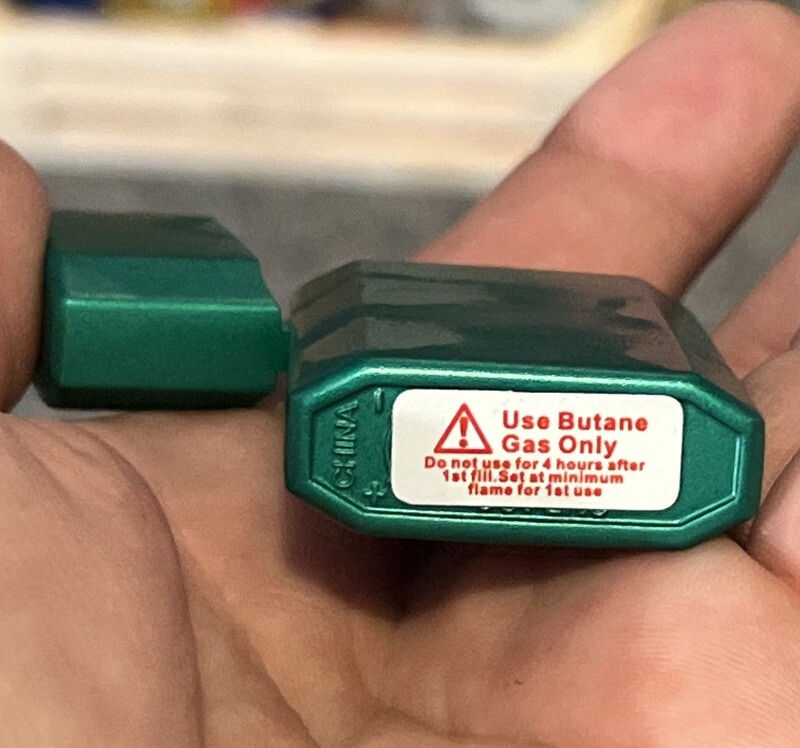 CHINA
- +
Use Butane
Gas Only
Do not use for 4 hours after
1st fill.Set at minimum
flame for 1st use